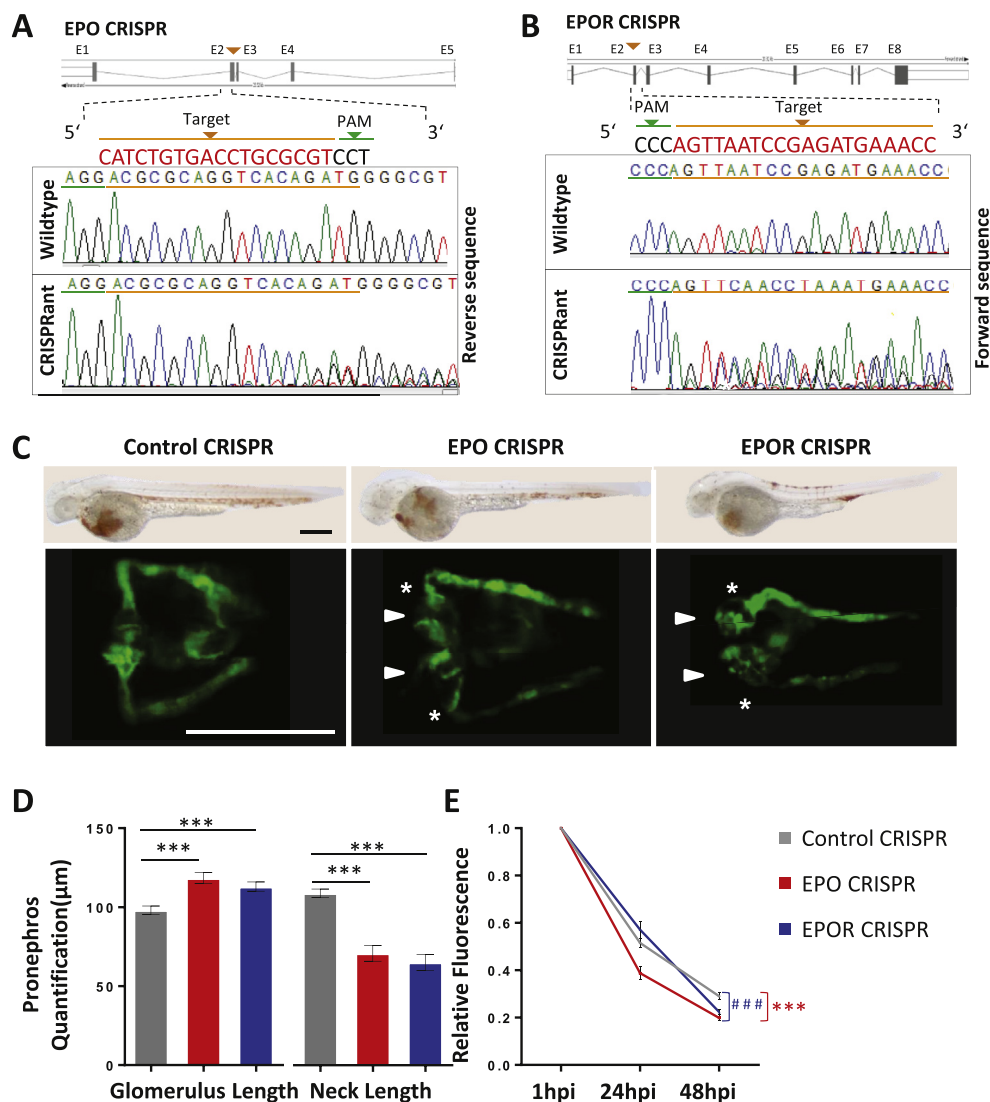 A
EPO CRISPR
E1 E2 E3 E4 E5
Target
PAM
5‘ 3‘
CATCTGTGACCTGCGCGTCCT
Wildtype
AGGACGCGCAGGTCACAGATGGGGCGT
CRISPRant
AGGACGCGCAGGTCACAGATGGGGCGT
Reverse sequence
B
EPOR CRISPR
E1 E2 E3 E4 E5 E6 E7 E8
PAM
Target
5‘ 3‘
CCCAGTTAATCCGAGATGAAACC
Wildtype
CCCAGTTAATCCGAGATGAAACC
CRISPRant
CCCAGTTCAACCTAAATGAAACC
Forward sequence
C
Control CRISPR EPO CRISPR EPOR CRISPR
*
*
*
*
D
Pronephros
Quantification(μm)
150
100
50
0
***
***
***
***
Glomerulus Length Neck Length
E
Relative Fluorescence
1.0
0.8
0.6
0.4
0.2
0.0
### ***
1hpi 24hpi 48hpi
Control CRISPR
EPO CRISPR
EPOR CRISPR